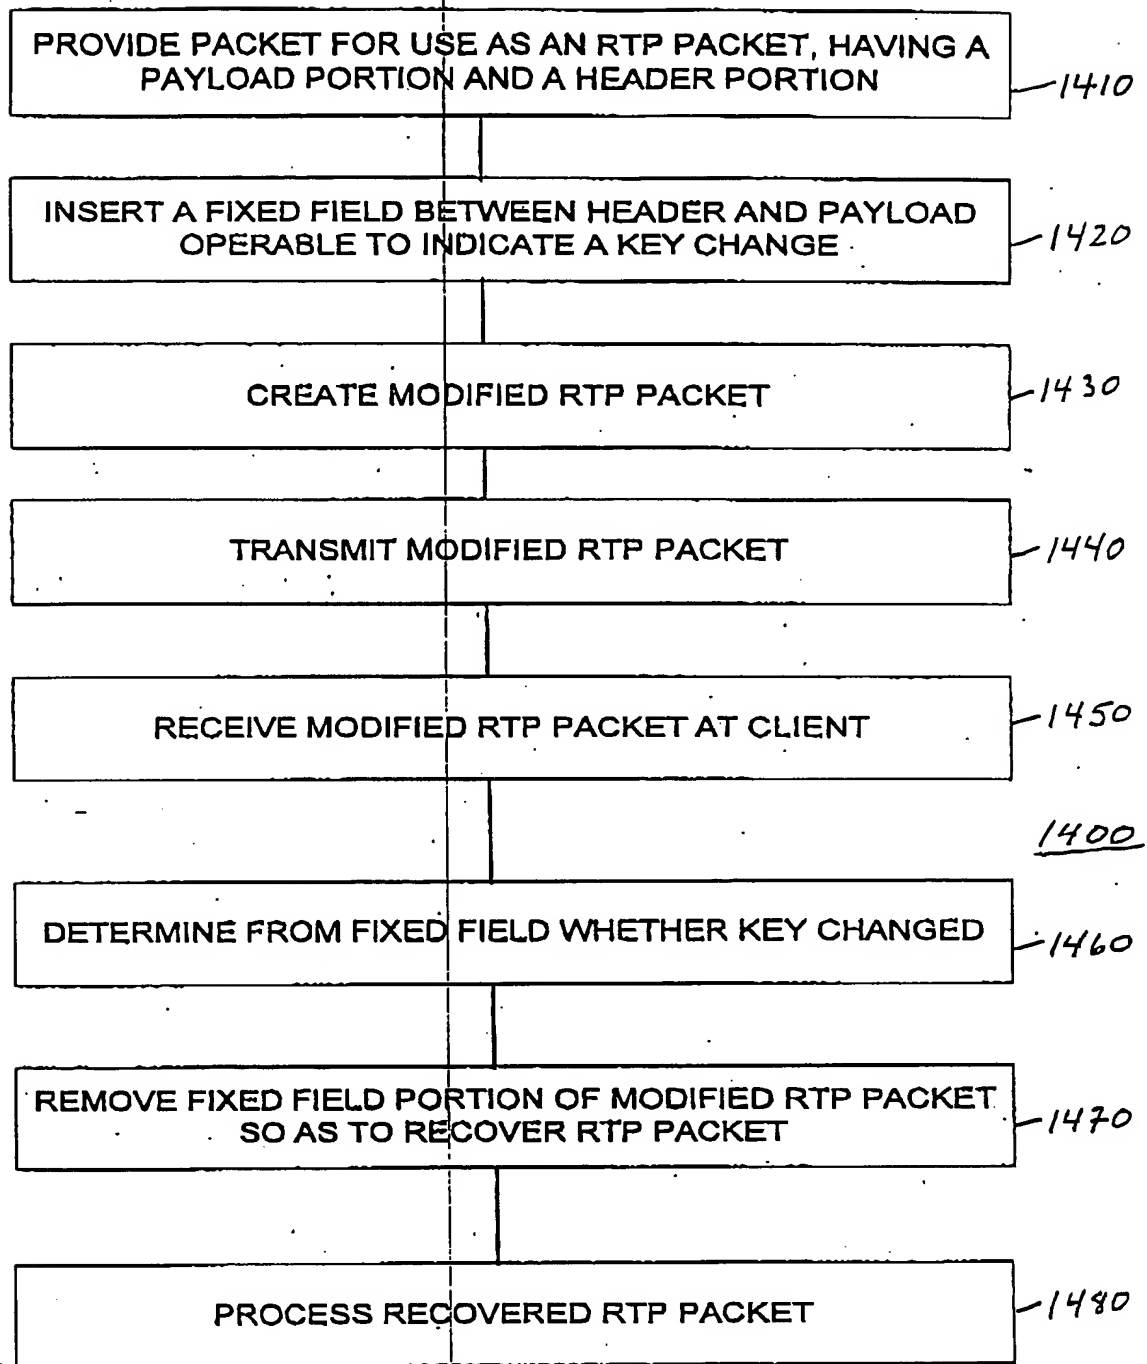 PROVIDE PACKET FOR USE AS AN RTP PACKET, HAVING A
PAYLOAD PORTION AND A HEADER PORTION
1410
INSERT A FIXED FIELD BETWEEN HEADER AND PAYLOAD
OPERABLE TO INDICATE A KEY CHANGE
1420
CREATE MODIFIED RTP PACKET
1430
TRANSMIT MODIFIED RTP PACKET
1440
RECEIVE MODIFIED RTP PACKET AT CLIENT
1450
1400
DETERMINE FROM FIXED FIELD WHETHER KEY CHANGED
1460
REMOVE FIXED FIELD PORTION OF MODIFIED RTP PACKET
SO AS TO RECOVER RTP PACKET
1470
PROCESS RECOVERED RTP PACKET
1480